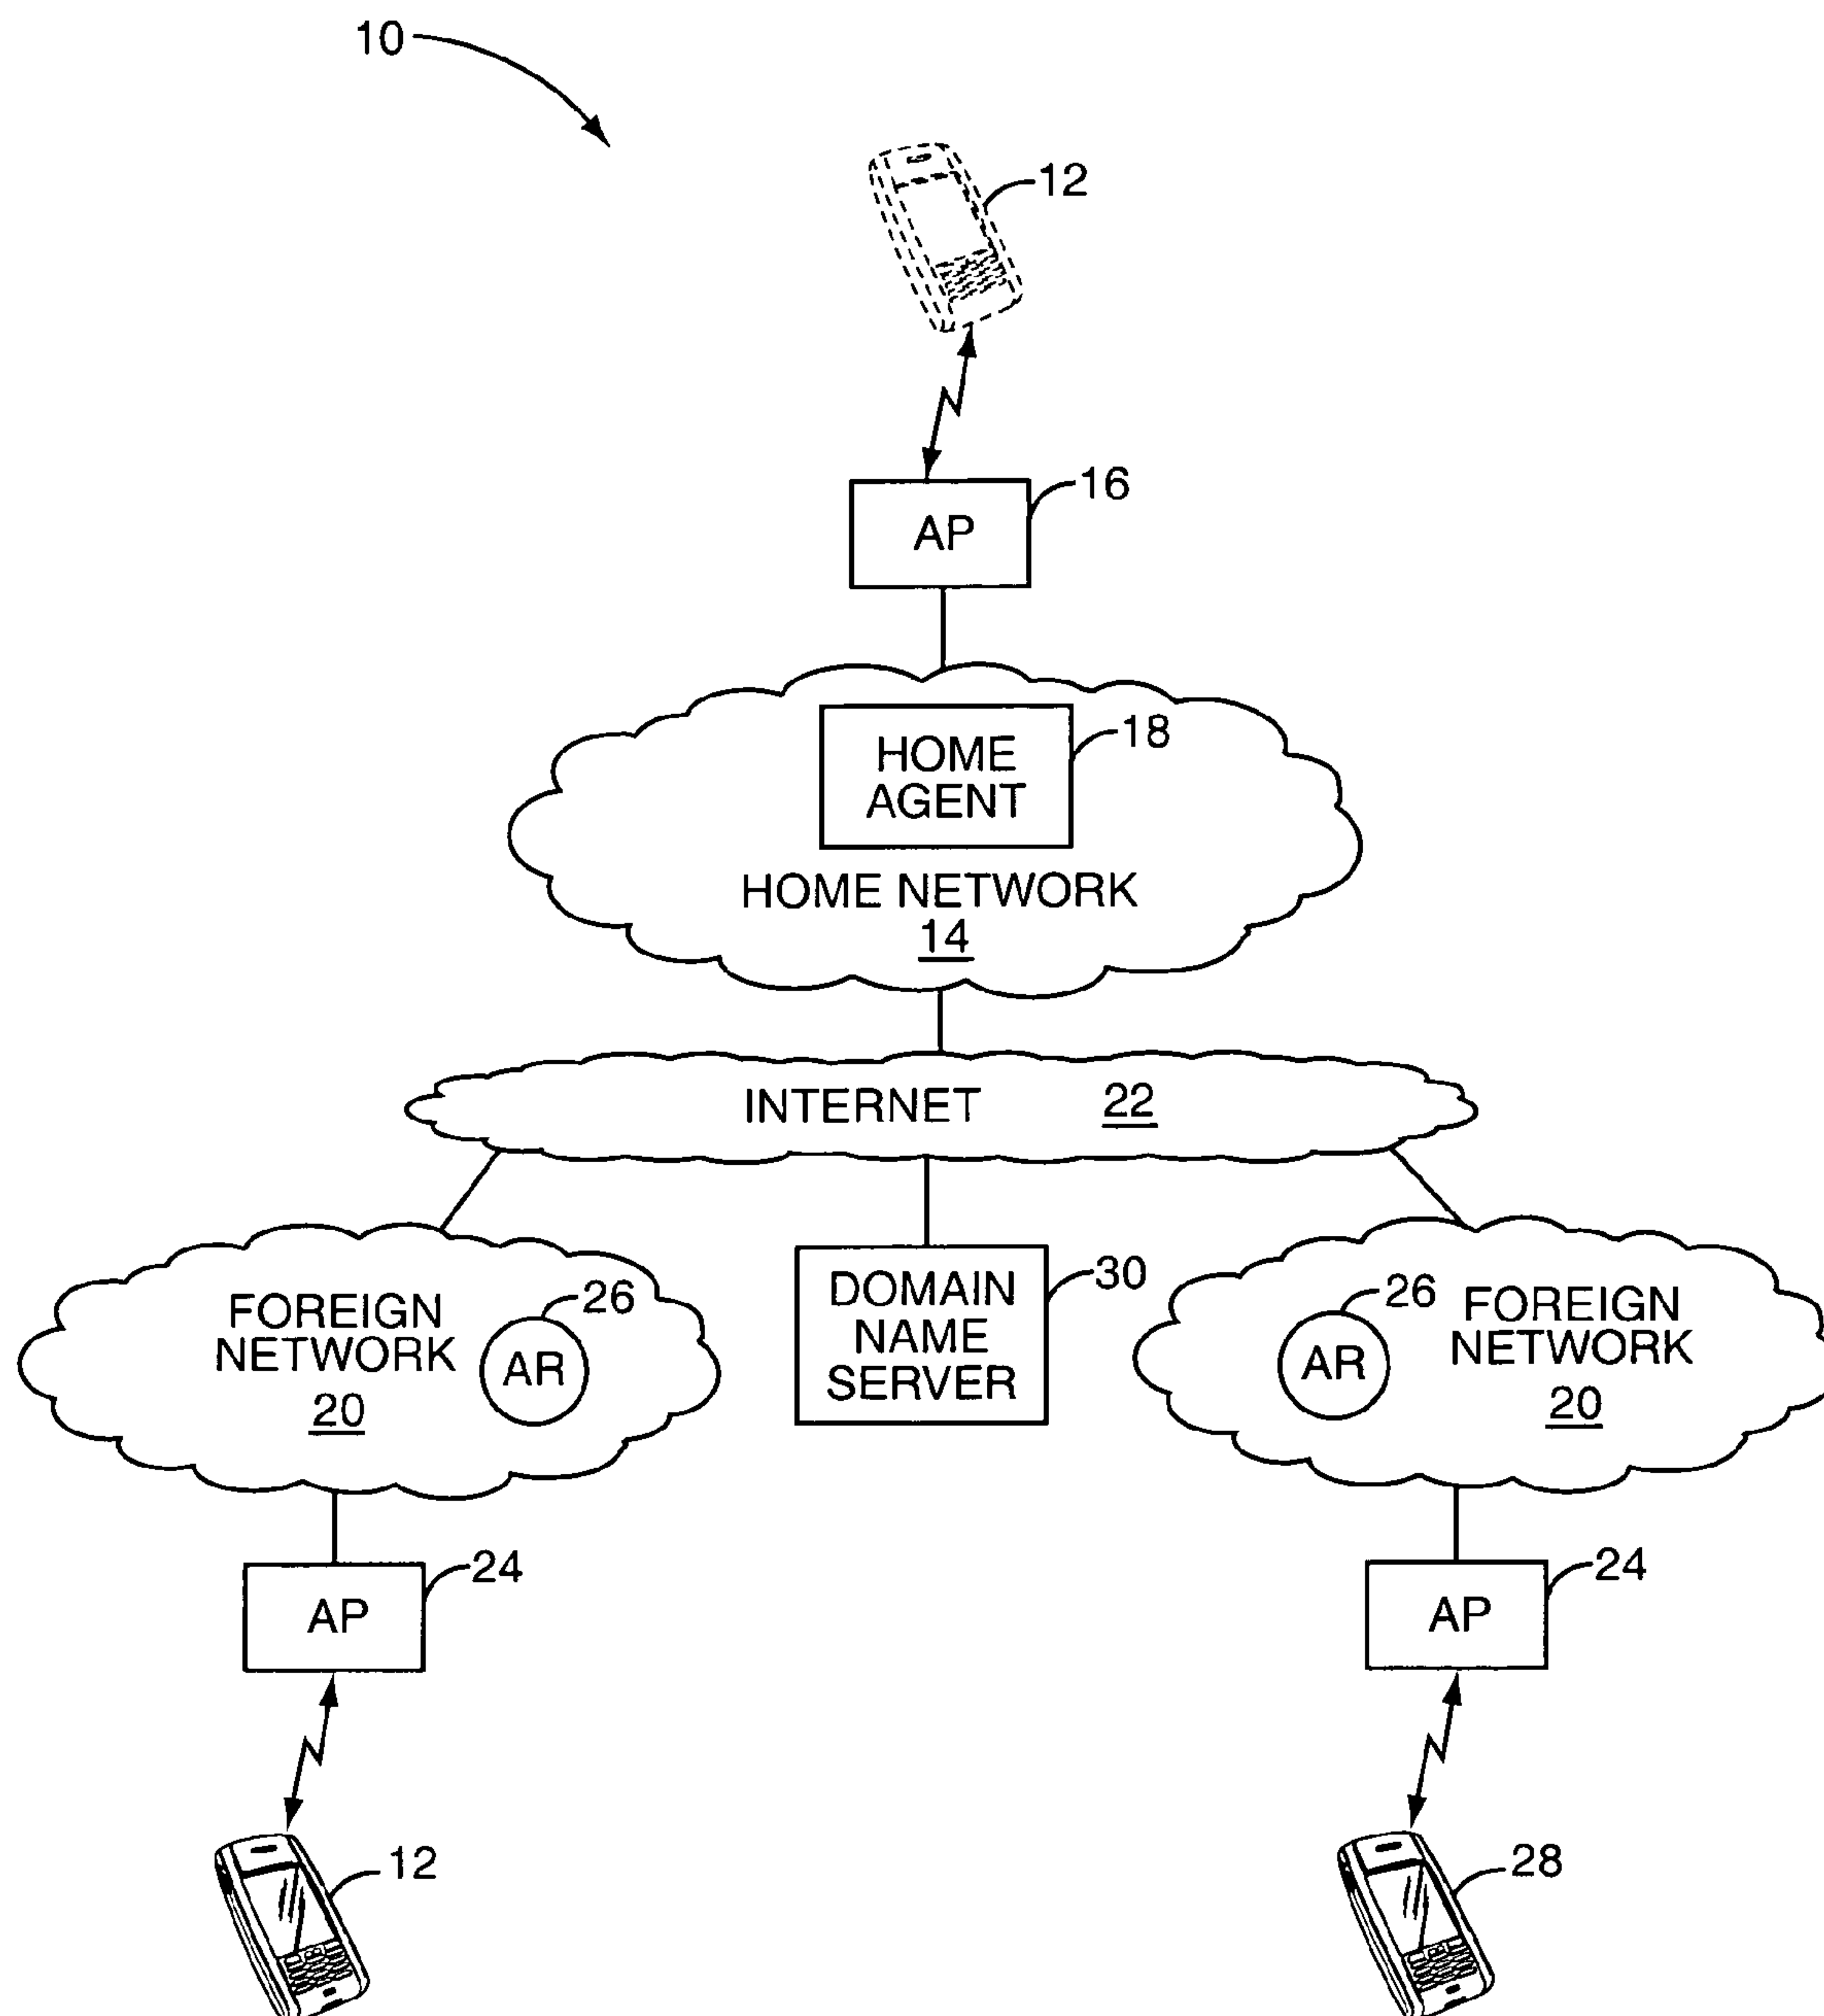 10
12
16
AP
18
HOME
AGENT
HOME NETWORK
14
INTERNET 22
FOREIGN
NETWORK
20
26
AR
30
DOMAIN
NAME
SERVER
26
AR
FOREIGN
NETWORK
20
24
AP
24
AP
12
28